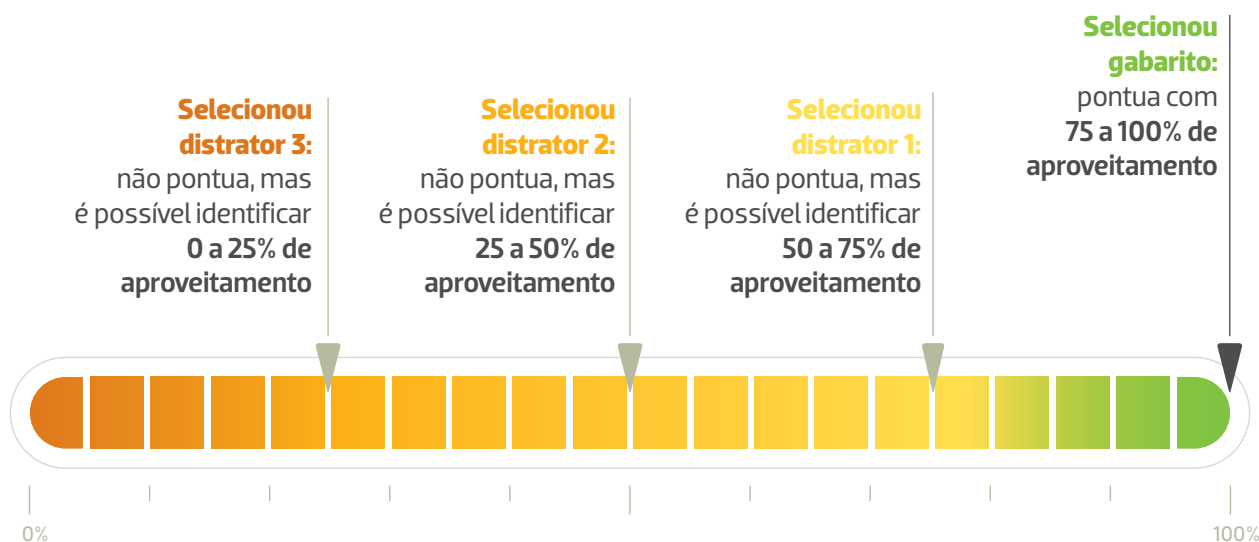 Selecionou
distrator 3:
não pontua, mas
é possível identificar
0 a 25% de
aproveitamento
Selecionou
distrator 2:
não pontua, mas
é possível identificar
25 a 50% de
aproveitamento
Selecionou
distrator 1:
não pontua, mas
é possível identificar
50 a 75% de
aproveitamento
Selecionou
gabarito:
pontua com
75 a 100% de
aproveitamento
0%
100%